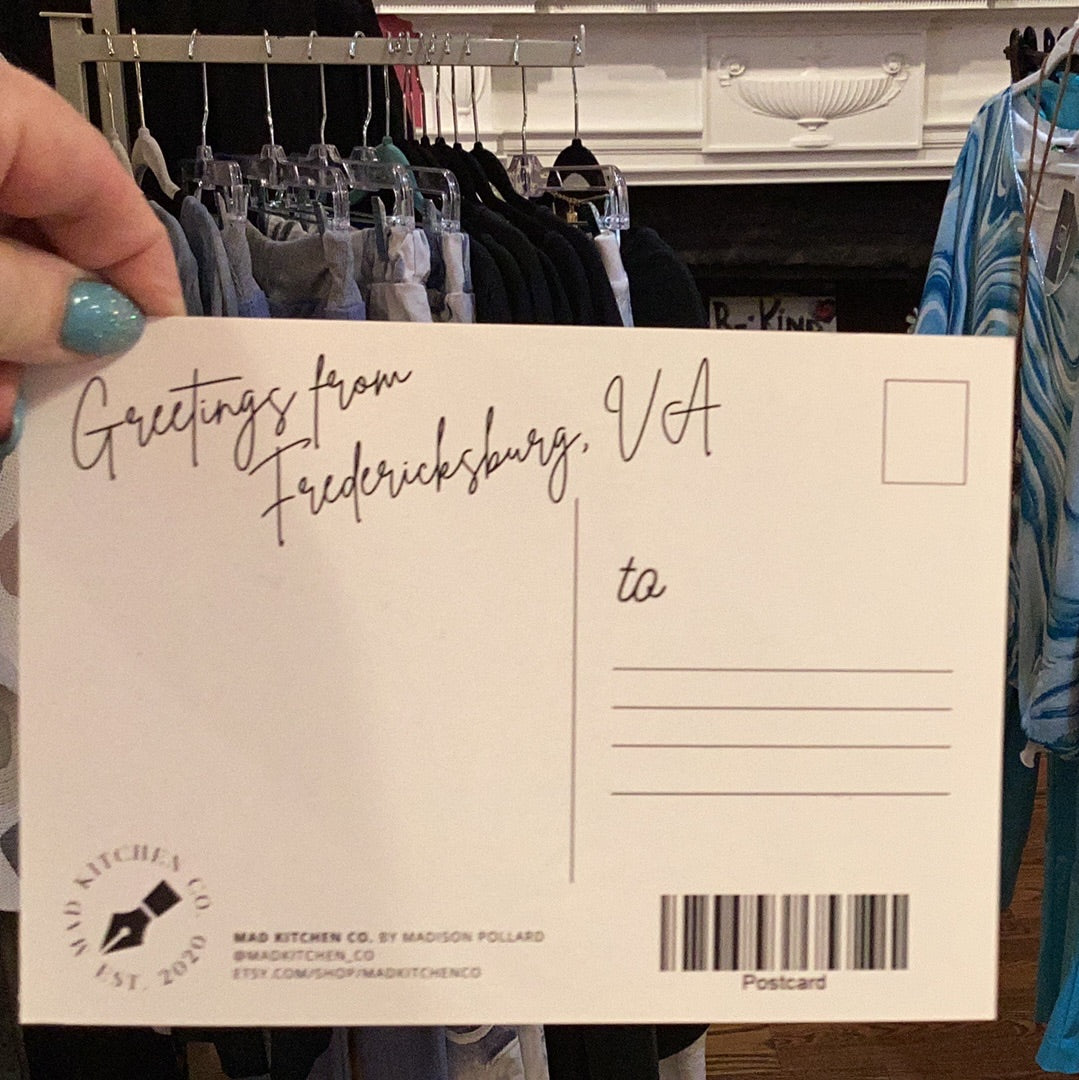 B- KIND
Greetings from
Fredericksburg, VA
to
MAD KITCHEN CO.
EST. 2020
MAD KITCHEN CO. BY MADISON POLLARD
@MADKITCHEN_CO
ETSY.COM/SHOP/MADKITCHENCO
Postcard